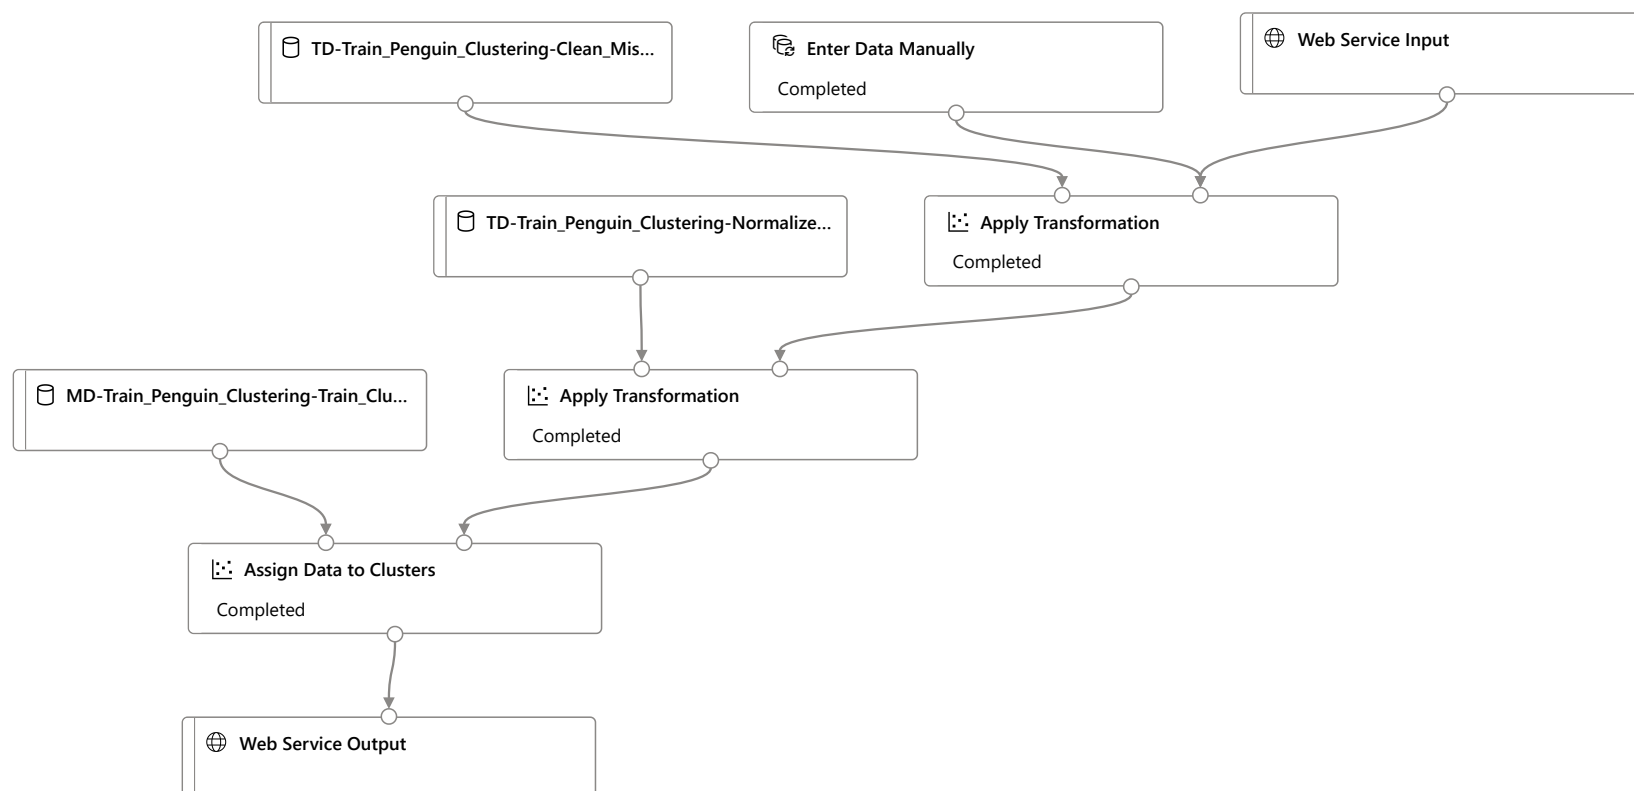 TD-Train_Penguin_Clustering-Clean_Mis...
Enter Data Manually
Completed
Web Service Input
TD-Train_Penguin_Clustering-Normalize...
Apply Transformation
Completed
MD-Train_Penguin_Clustering-Train_Clu...
Apply Transformation
Completed
Assign Data to Clusters
Completed
Web Service Output